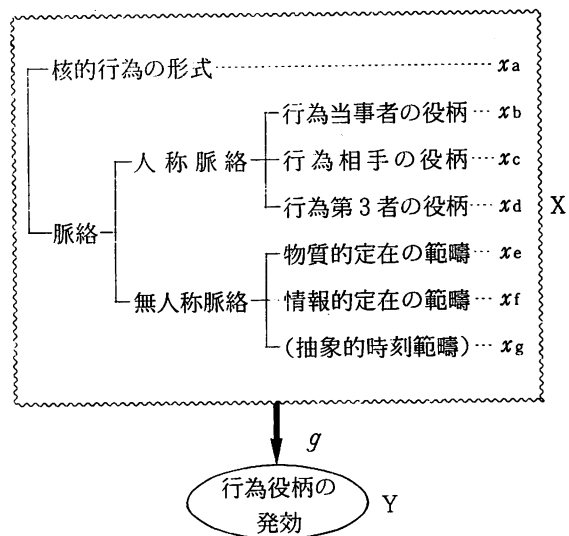 核的行為の形式 xa
行為当事者の役柄 xb
人称脈絡 行為相手の役柄 xc
行為第3者の役柄 xd
脈絡 X
物質的定在の範疇 xe
無人称脈絡 情報的定在の範疇 xf
(抽象的時刻範疇) xg
g
行為役柄の
発効 Y